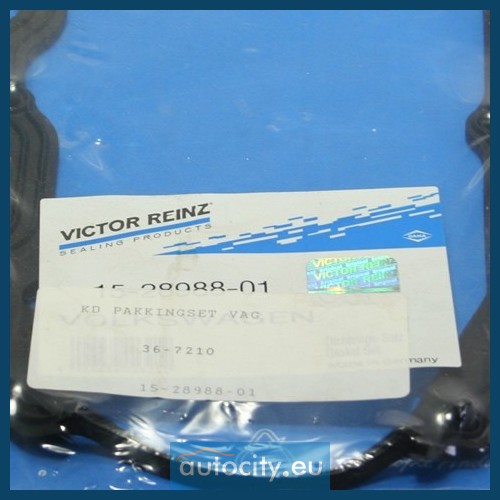 VICTOR REINZ®
SEALING PRODUCTS
DANA
15-28988-01
VICTOR REINZ
KD PAKKINGSET VAG
VOLKSWAGEN
36-7210
15-28988-01
autocity.eu